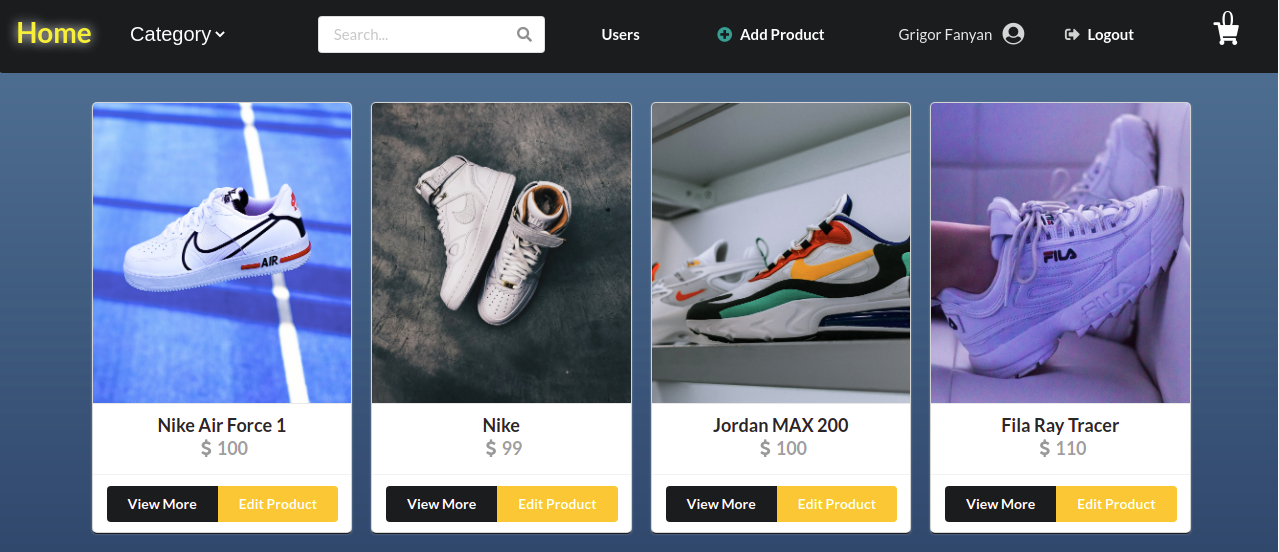 Home
Category
Search...
Users
Add Product
Grigor Fanyan
Logout
0
AIR
FILA
FILA
Nike Air Force 1
$ 100
View More
Edit Product
Nike
$ 99
View More
Edit Product
Jordan MAX 200
$ 100
View More
Edit Product
Fila Ray Tracer
$ 110
View More
Edit Product